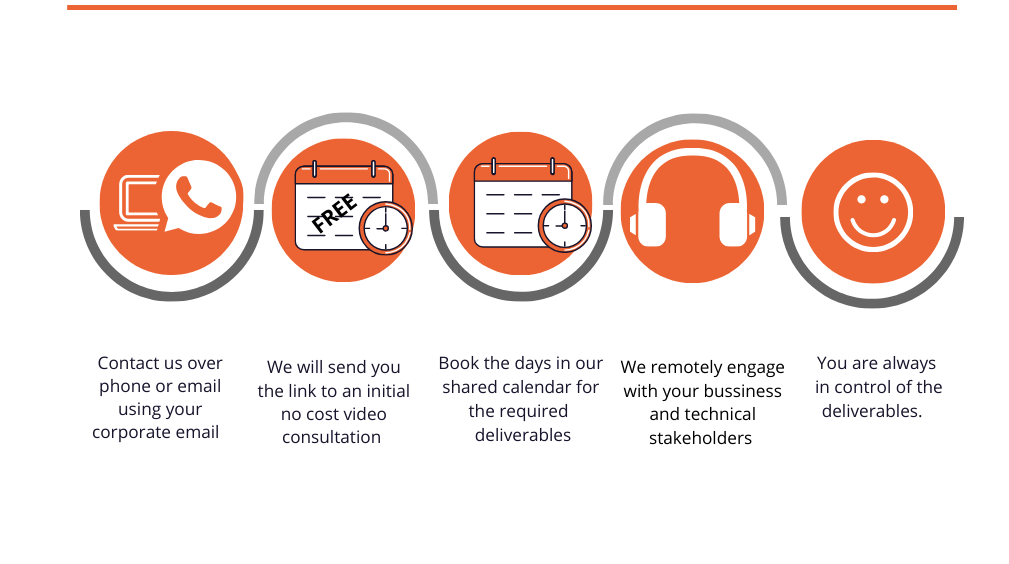 FREE
Contact us over
phone or email
using your
corporate email
We will send you
the link to an initial
no cost video
consultation
Book the days in our
shared calendar for
the required
deliverables
We remotely engage
with your bussiness
and technical
stakeholders
You are always
in control of the
deliverables.